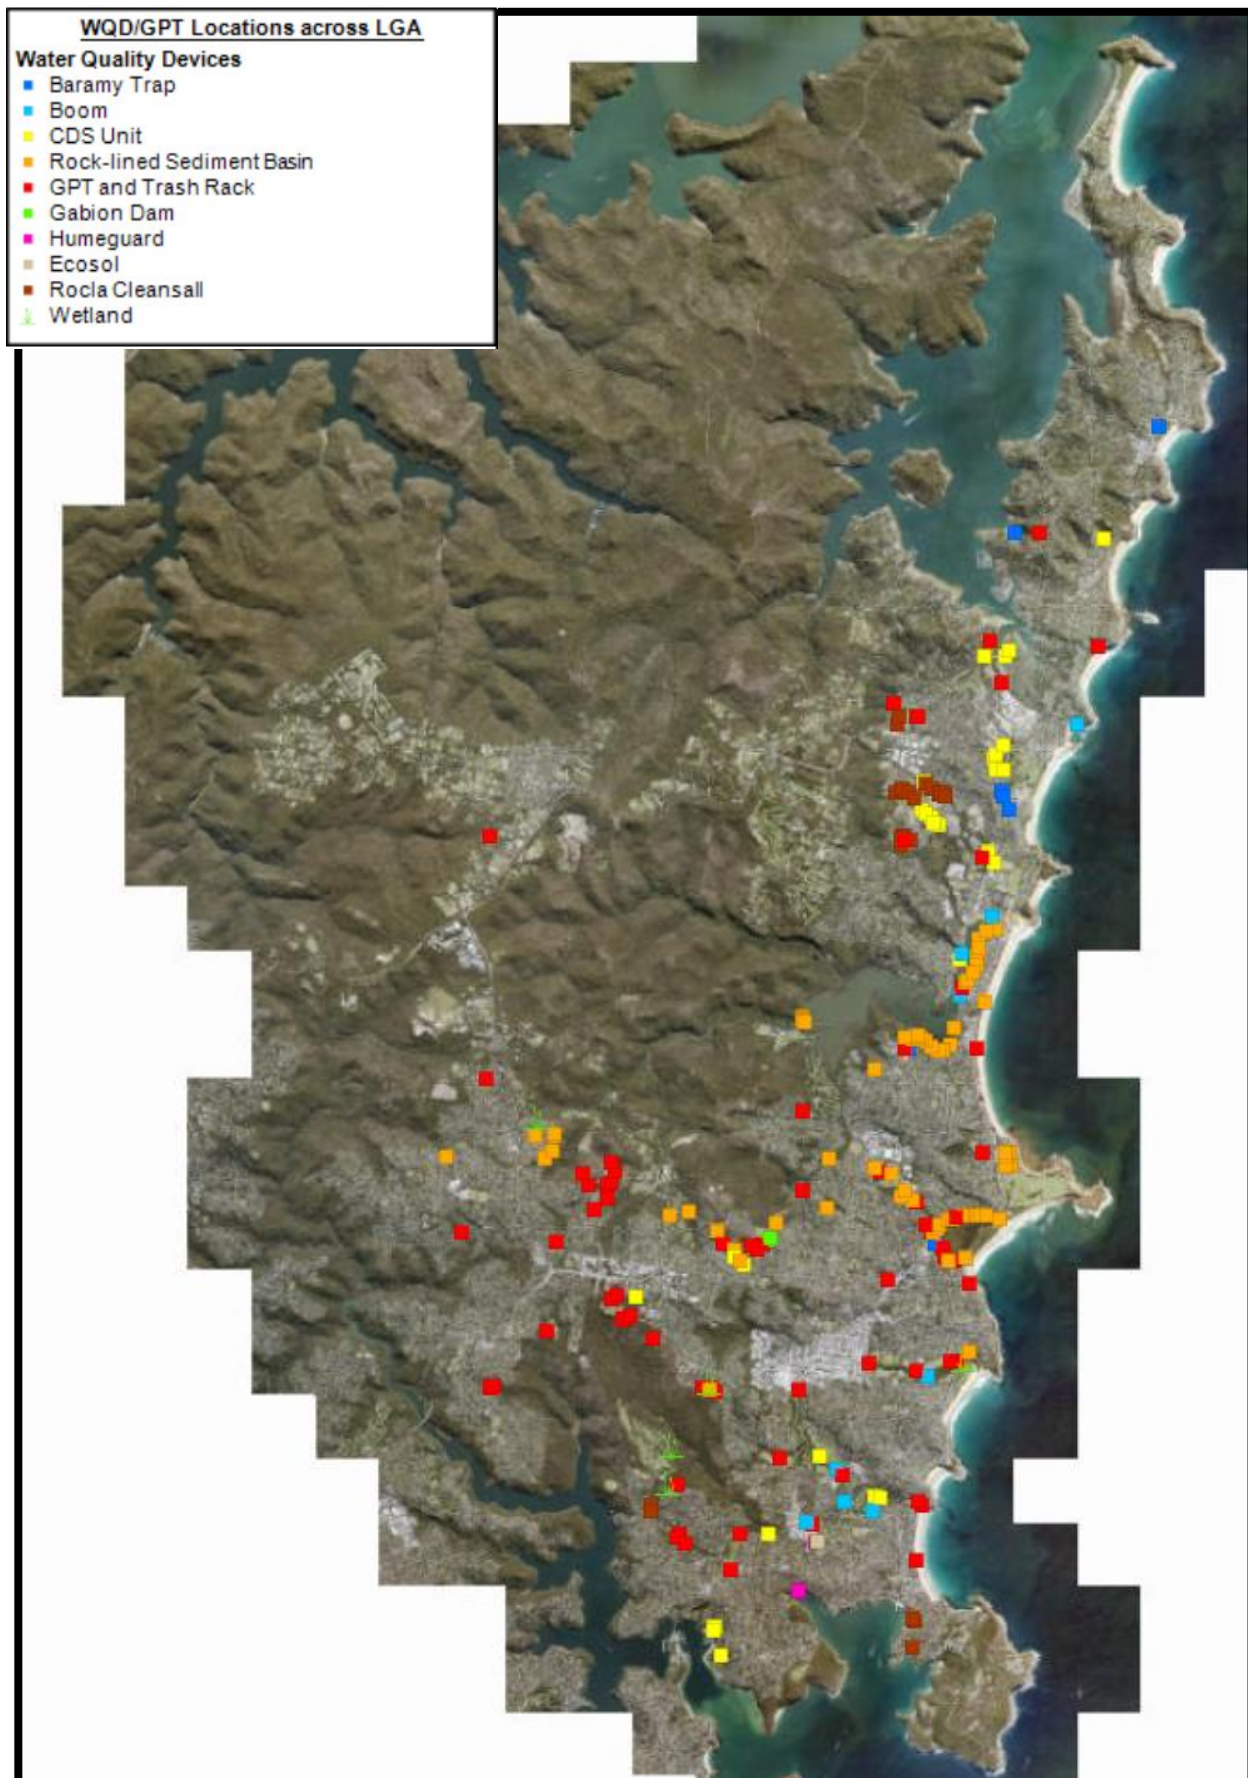 WQD/GPT Locations across LGA
Water Quality Devices
Baramy Trap
Boom
CDS Unit
Rock-lined Sediment Basin
GPT and Trash Rack
Gabion Dam
Humeguard
Ecosol
Rocla Cleansall
Wetland